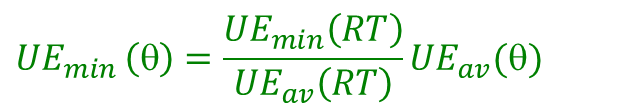 UE_min (θ) = UE_min(RT) / UE_av(RT) UE_av(θ)